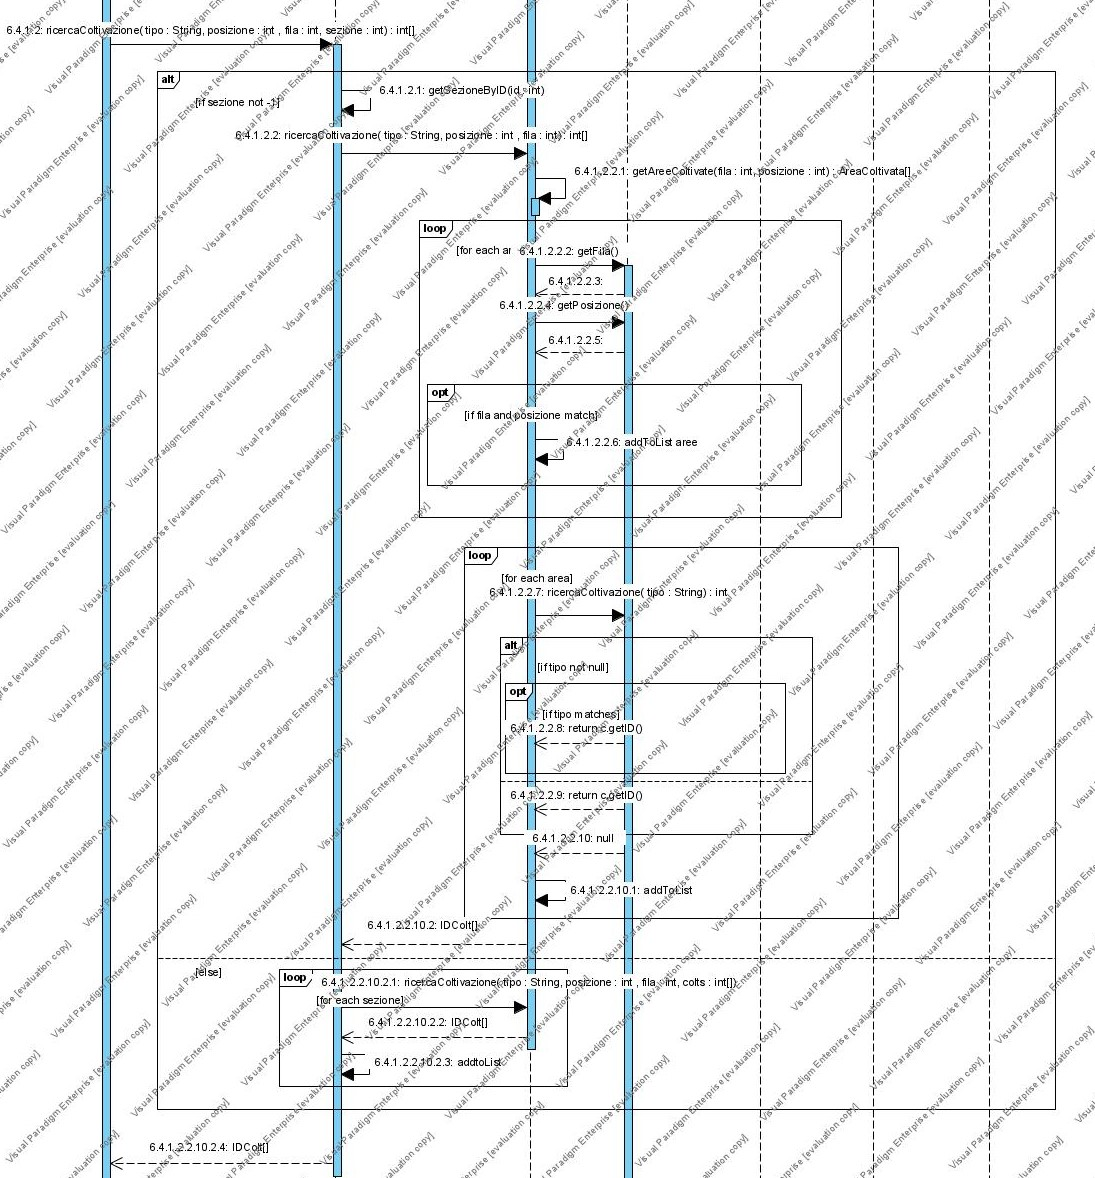 6.4.1.2: ricercaColtivazione( tipo : String, posizione : int , fila : int, sezione : int) : int[]
alt
[if sezione not -1]
6.4.1.2.1: getSezioneByID(id : int)
6.4.1.2.2: ricercaColtivazione( tipo : String, posizione : int , fila : int) : int[]
6.4.1.2.2.1: getAreeColtivate(fila : int, posizione : int) : AreaColtivata[]
loop
[for each ar
6.4.1.2.2.2: getFila()
6.4.1.2.2.3:
6.4.1.2.2.4: getPosizione()
6.4.1.2.2.5:
opt
[if fila and posizione match]
6.4.1.2.2.6: addToList aree
loop
[for each area]
6.4.1.2.2.7: ricercaColtivazione( tipo : String) : int
alt
[if tipo not null]
opt
[if tipo matches]
6.4.1.2.2.8: return c.getID()
6.4.1.2.2.9: return c.getID()
6.4.1.2.2.10: null
6.4.1.2.2.10.1: addToList
6.4.1.2.2.10.2: IDColt[]
[else]
loop
6.4.1.2.2.10.2.1: ricercaColtivazione( tipo : String, posizione : int , fila : int, colts : int[])
[for each sezione]
6.4.1.2.2.10.2.2: IDColt[]
6.4.1.2.2.10.2.3: addtoList
6.4.1.2.2.10.2.4: IDColt[]
Visual Paradigm Enterprise [evaluation copy]